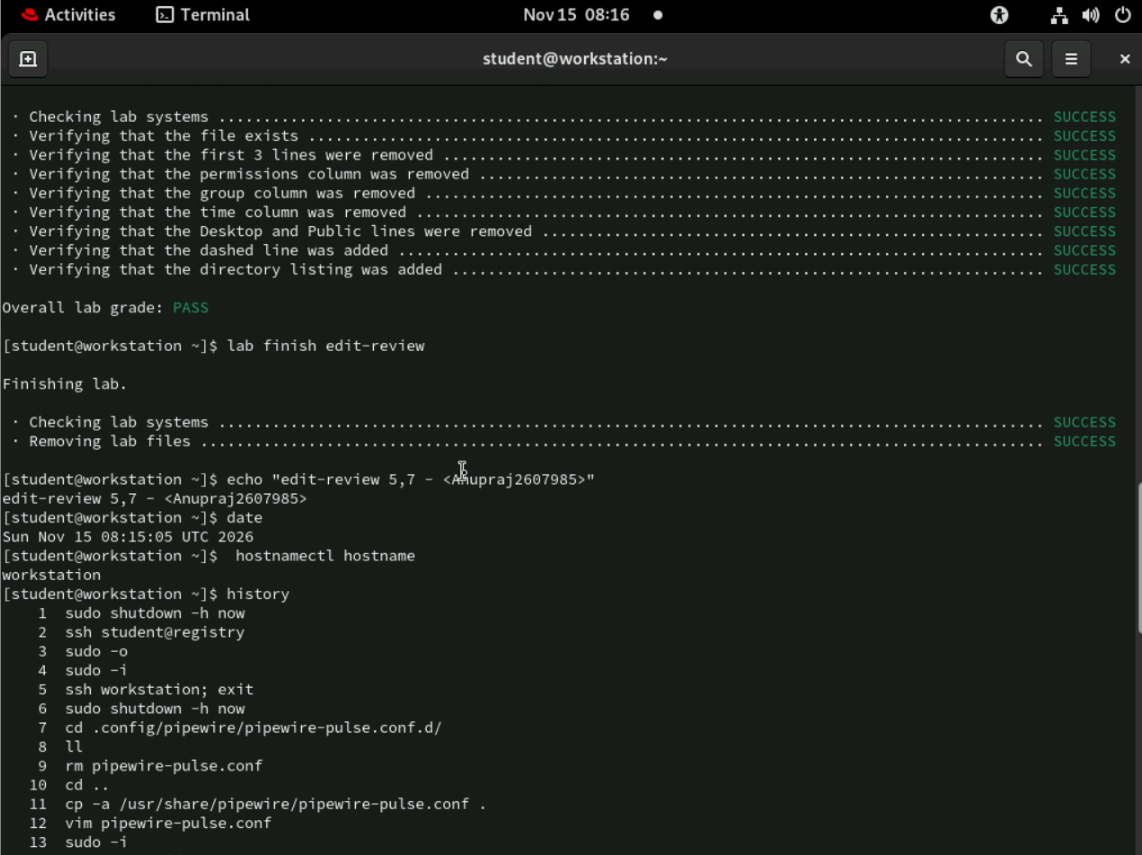 Activities Terminal Nov 15 08:16
student@workstation:~
· Checking lab systems ............................................................................................ SUCCESS
· Verifying that the file exists .................................................................................. SUCCESS
· Verifying that the first 3 lines were removed ................................................................... SUCCESS
· Verifying that the permissions column was removed ............................................................... SUCCESS
· Verifying that the group column was removed ..................................................................... SUCCESS
· Verifying that the time column was removed ...................................................................... SUCCESS
· Verifying that the Desktop and Public lines were removed ........................................................ SUCCESS
· Verifying that the dashed line was added ........................................................................ SUCCESS
· Verifying that the directory listing was added .................................................................. SUCCESS
Overall lab grade: PASS
[student@workstation ~]$ lab finish edit-review
Finishing lab.
· Checking lab systems ............................................................................................ SUCCESS
· Removing lab files .............................................................................................. SUCCESS
[student@workstation ~]$ echo "edit-review 5,7 - <Anupraj2607985>"
edit-review 5,7 - <Anupraj2607985>
[student@workstation ~]$ date
Sun Nov 15 08:15:05 UTC 2026
[student@workstation ~]$  hostnamectl hostname
workstation
[student@workstation ~]$ history
1 sudo shutdown -h now
2 ssh student@registry
3 sudo -o
4 sudo -i
5 ssh workstation; exit
6 sudo shutdown -h now
7 cd .config/pipewire/pipewire-pulse.conf.d/
8 ll
9 rm pipewire-pulse.conf
10 cd ..
11 cp -a /usr/share/pipewire/pipewire-pulse.conf .
12 vim pipewire-pulse.conf
13 sudo -i